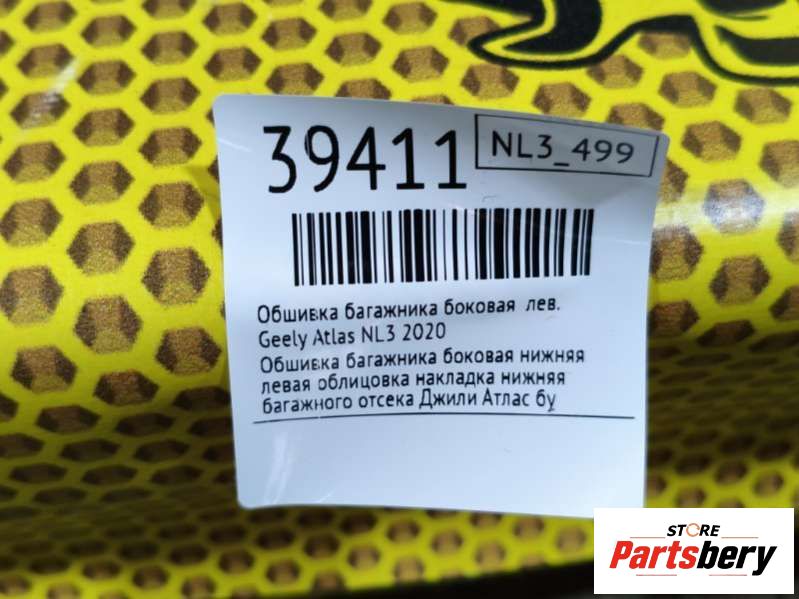 39411
NL3_499
Обшивка багажника боковая лев.
Geely Atlas NL3 2020
Обшивка багажника боковая нижняя
левая облицовка накладка нижняя
багажного отсека Джили Атлас бу
STORE
Partsbery